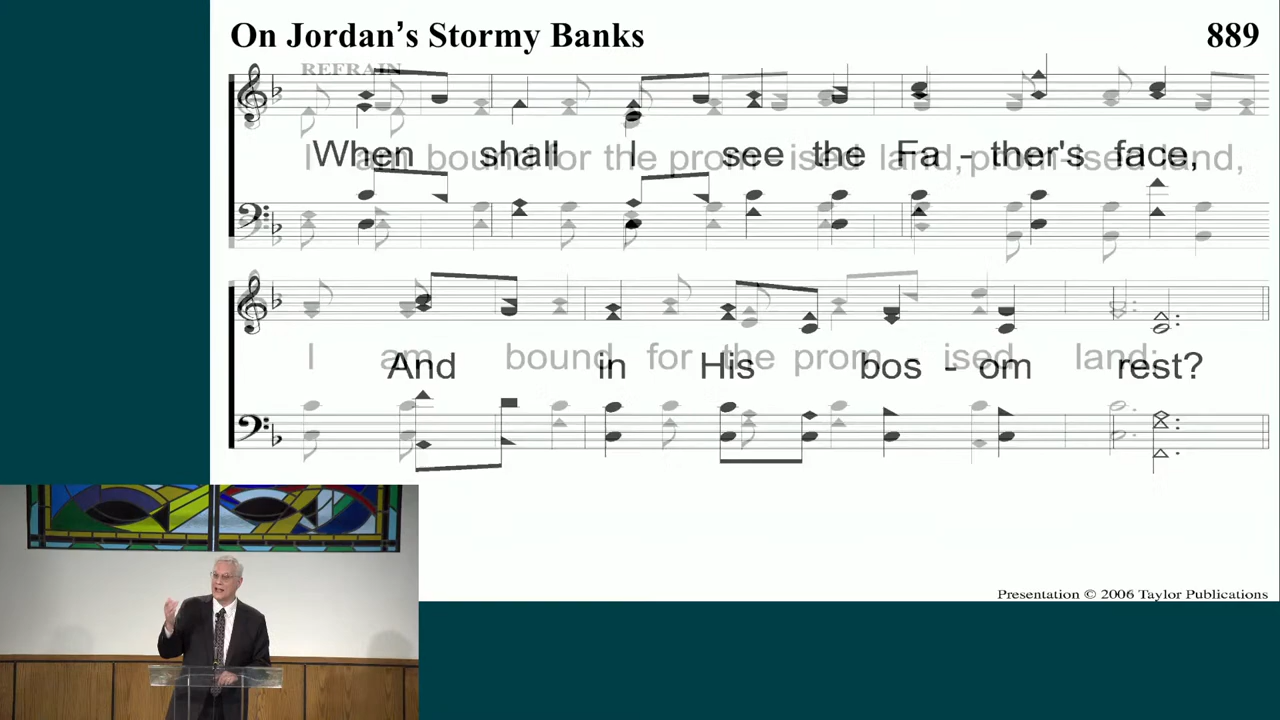 On Jordan’s Stormy Banks 889
REFRAIN
When shall I see the Fa - ther's face,
I am bound for the prom - ised land, prom - ised land,
And in His bos - om rest?
I am bound for the prom - ised land;
Presentation © 2006 Taylor Publications